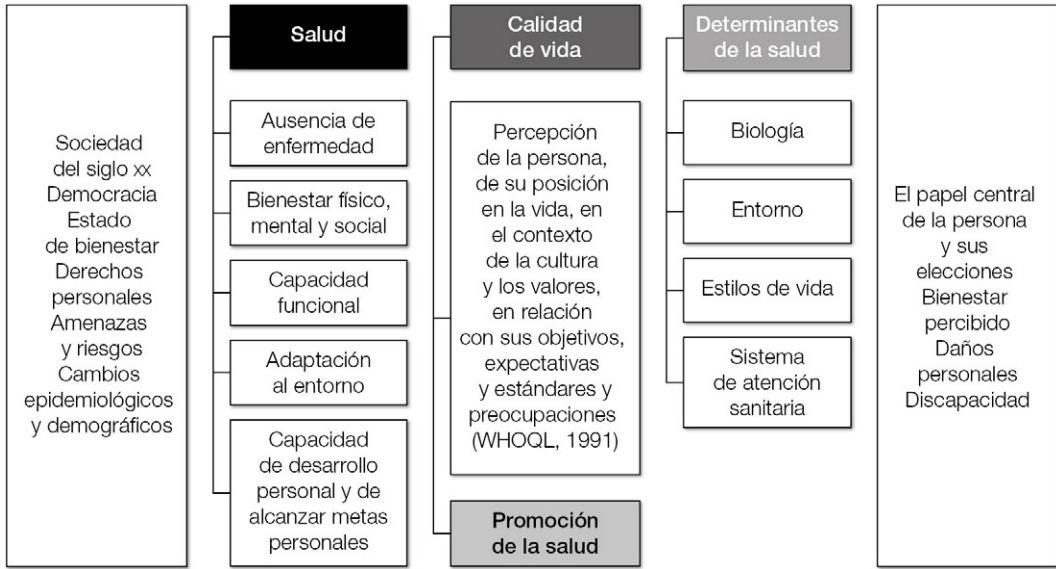 Sociedad
del siglo xx
Democracia
Estado
de bienestar
Derechos
personales
Amenazas
y riesgos
Cambios
epidemiológicos
y demográficos
Salud
Ausencia de
enfermedad
Bienestar físico,
mental y social
Capacidad
funcional
Adaptación
al entorno
Capacidad
de desarrollo
personal y de
alcanzar metas
personales
Calidad
de vida
Percepción
de la persona,
de su posición
en la vida, en
el contexto
de la cultura
y los valores,
en relación
con sus objetivos,
expectativas
y estándares y
preocupaciones
(WHOQL, 1991)
Promoción
de la salud
Determinantes
de la salud
Biología
Entorno
Estilos de vida
Sistema
de atención
sanitaria
El papel central
de la persona
y sus
elecciones
Bienestar
percibido
Daños
personales
Discapacidad